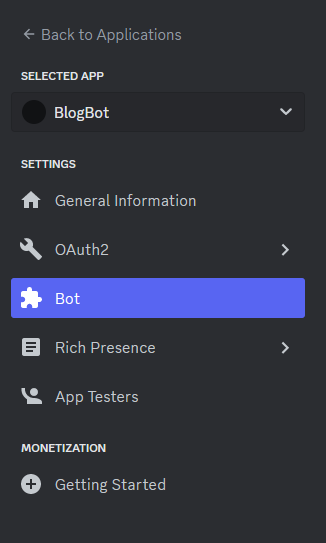 Back to Applications
SELECTED APP
BlogBot
SETTINGS
General Information
OAuth2
Bot
Rich Presence
App Testers
MONETIZATION
Getting Started